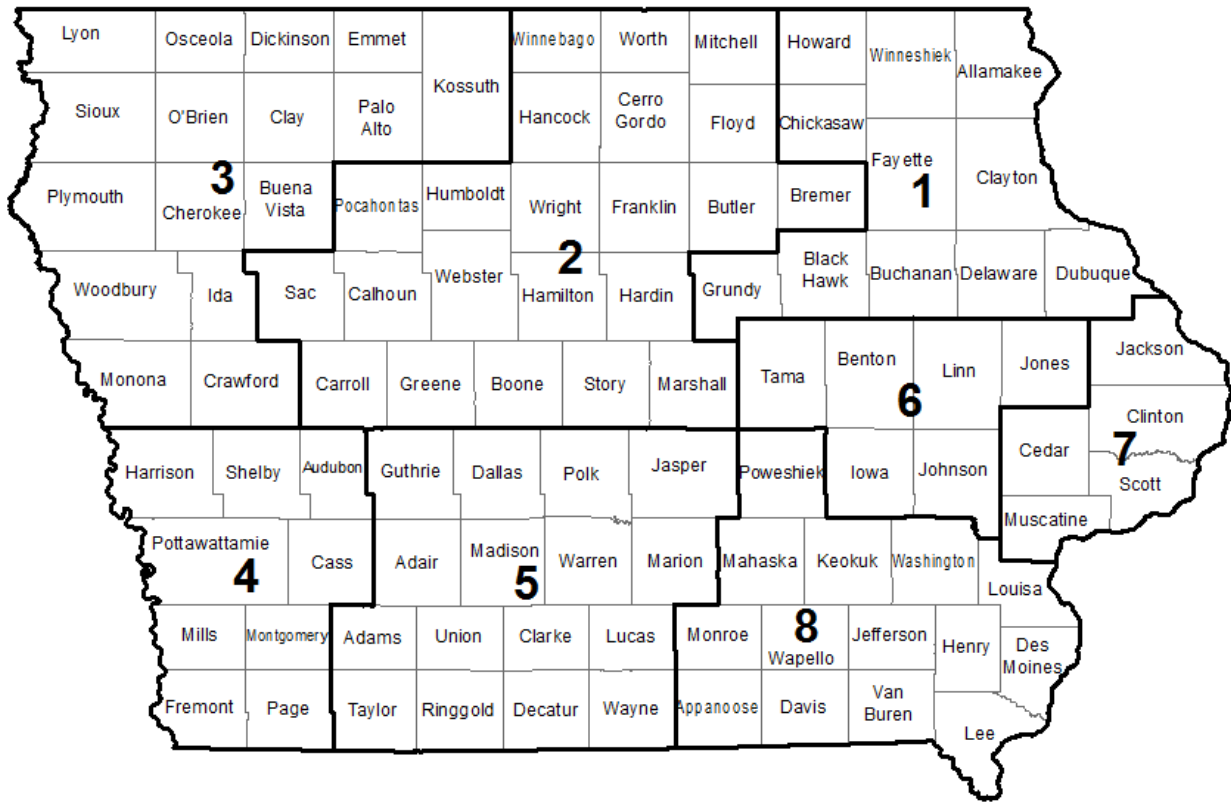 Lyon
Osceola
Dickinson
Emmet
Kossuth
Winnebago
Worth
Mitchell
Howard
Winneshiek
Allamakee
Sioux
O'Brien
Clay
Palo
Alto
Hancock
Cerro
Gordo
Floyd
Chickasaw
Fayette
1
Clayton
Plymouth
3
Cherokee
Buena
Vista
Pocahontas
Humboldt
Wright
Franklin
Butler
Bremer
2
Woodbury
Ida
Sac
Calhoun
Webster
Hamilton
Hardin
Grundy
Black
Hawk
Buchanan
Delaware
Dubuque
Monona
Crawford
Carroll
Greene
Boone
Story
Marshall
Tama
Benton
Linn
Jones
Jackson
6
Harrison
Shelby
Audubon
Guthrie
Dallas
Polk
Jasper
Poweshiek
Iowa
Johnson
Cedar
Clinton
7
Scott
Muscatine
Pottawattamie
4
Cass
Adair
Madison
5
Warren
Marion
Mahaska
Keokuk
Washington
Louisa
Mills
Montgomery
Adams
Union
Clarke
Lucas
Monroe
8
Wapello
Jefferson
Henry
Des
Moines
Fremont
Page
Taylor
Ringgold
Decatur
Wayne
Appanoose
Davis
Van
Buren
Lee